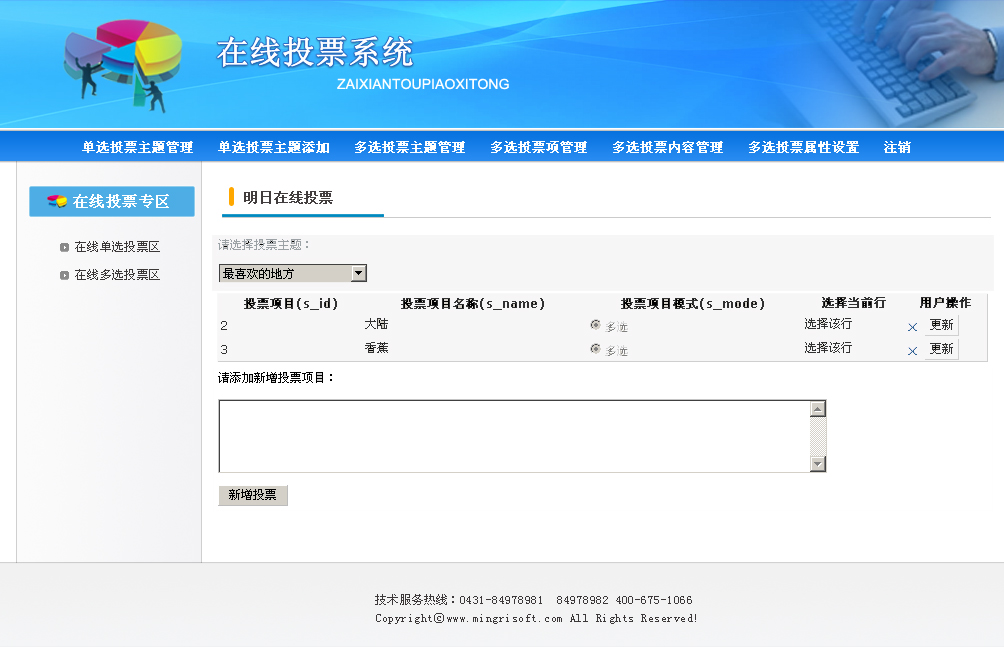 在线投票系统
ZAIXIANTOUPIAOXITONG
单选投票主题管理 单选投票主题添加 多选投票主题管理 多选投票项管理 多选投票内容管理 多选投票属性设置 注销
在线投票专区
在线单选投票区
在线多选投票区
明日在线投票
请选择投票主题：
最喜欢的地方
投票项目(s_id) 投票项目名称(s_name) 投票项目模式(s_mode) 选择当前行 用户操作
2 大陆 多选 选择该行 更新
3 香蕉 多选 选择该行 更新
请添加新增投票项目：
新增投票
技术服务热线：0431-84978981 84978982 400-675-1066
Copyright©www.mingrisoft.com All Rights Reserved!